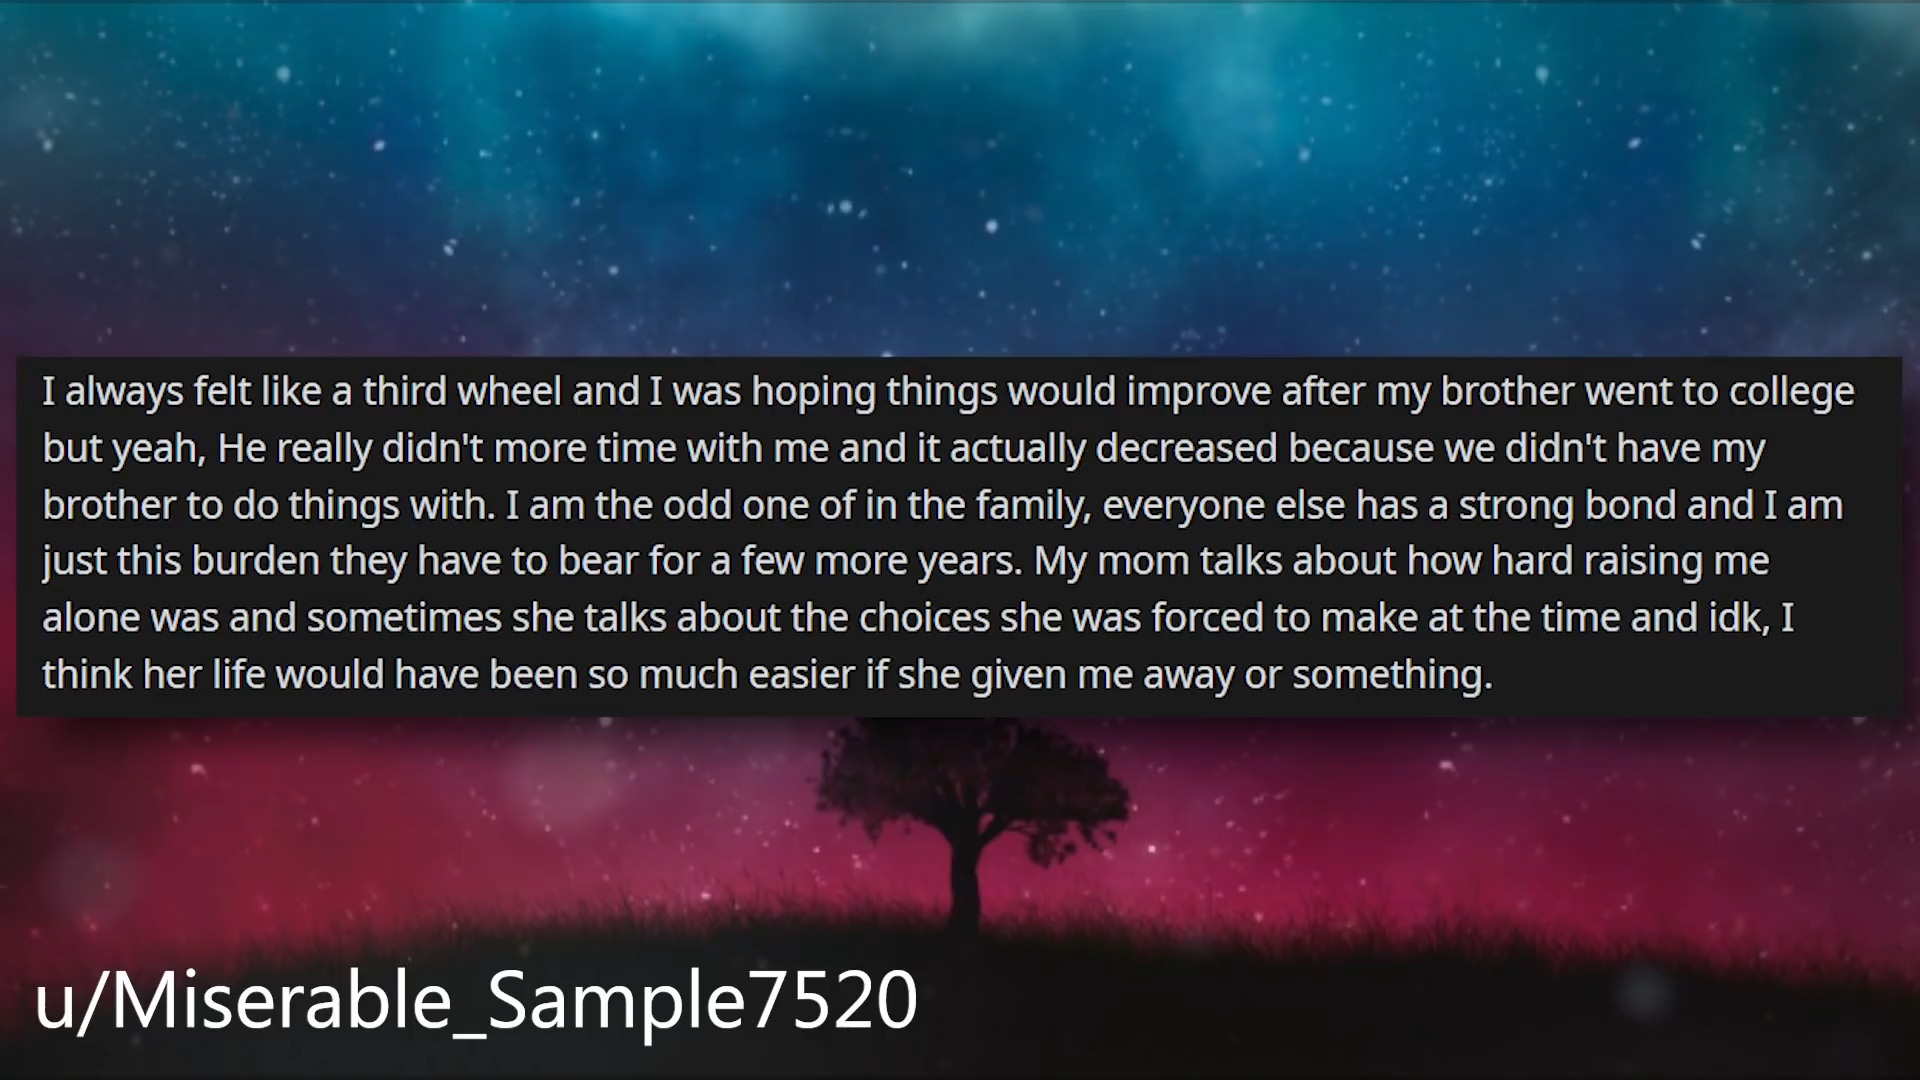 I always felt like a third wheel and I was hoping things would improve after my brother went to college
but yeah, He really didn't more time with me and it actually decreased because we didn't have my
brother to do things with. I am the odd one of in the family, everyone else has a strong bond and I am
just this burden they have to bear for a few more years. My mom talks about how hard raising me
alone was and sometimes she talks about the choices she was forced to make at the time and idk, I
think her life would have been so much easier if she given me away or something.
u/Miserable_Sample7520